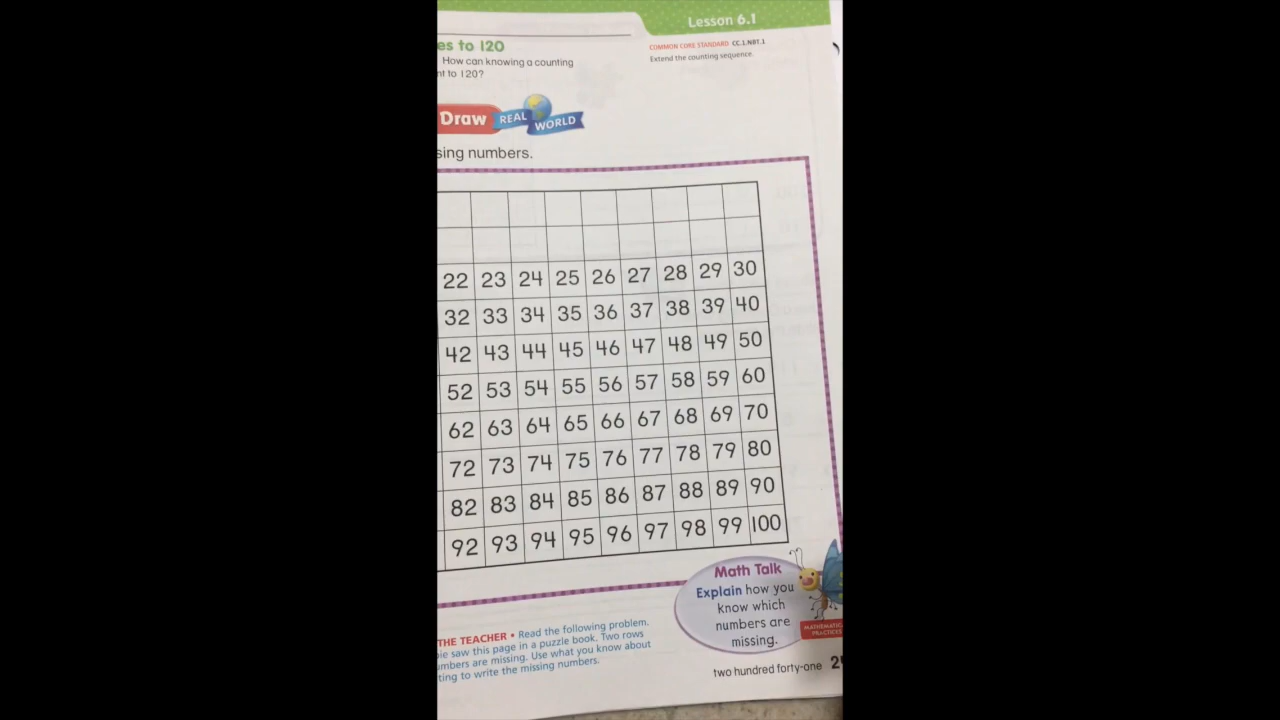 Lesson 6.1
es to 120
COMMON CORE STANDARD CC.1.NBT.1
Extend the counting sequence.
How can knowing a counting
nt to 120?
Draw REAL WORLD
sing numbers.
22 23 24 25 26 27 28 29 30
32 33 34 35 36 37 38 39 40
42 43 44 45 46 47 48 49 50
52 53 54 55 56 57 58 59 60
62 63 64 65 66 67 68 69 70
72 73 74 75 76 77 78 79 80
82 83 84 85 86 87 88 89 90
92 93 94 95 96 97 98 99 100
Math Talk
Explain how you
know which
numbers are
missing.
THE TEACHER • Read the following problem.
ie saw this page in a puzzle book. Two rows
umbers are missing. Use what you know about
ting to write the missing numbers.
two hundred forty-one 2